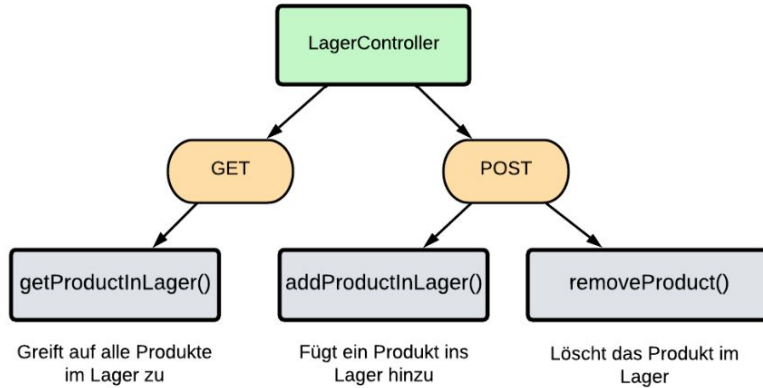 LagerController
GET
POST
getProductInLager()
addProductInLager()
removeProduct()
Greift auf alle Produkte
im Lager zu
Fügt ein Produkt ins
Lager hinzu
Löscht das Produkt im
Lager